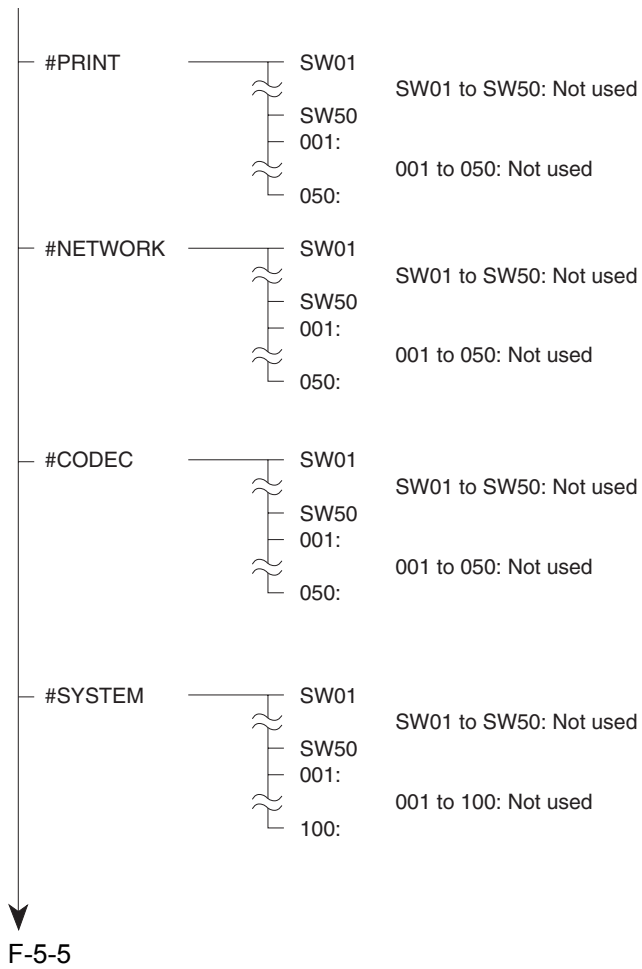 #PRINT SW01
SW01 to SW50: Not used
SW50
001:
001 to 050: Not used
050:
#NETWORK SW01
SW01 to SW50: Not used
SW50
001:
001 to 050: Not used
050:
#CODEC SW01
SW01 to SW50: Not used
SW50
001:
001 to 050: Not used
050:
#SYSTEM SW01
SW01 to SW50: Not used
SW50
001:
001 to 100: Not used
100:
F-5-5